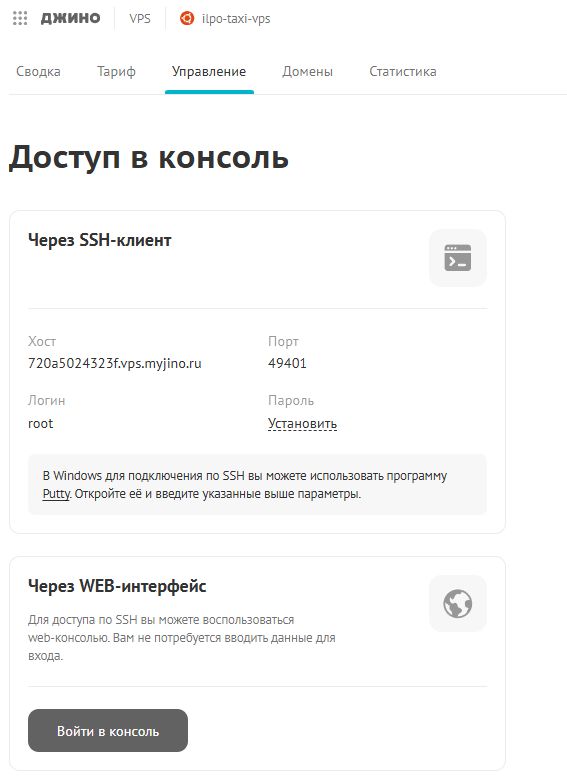 джино VPS ilpo-taxi-vps
Сводка Тариф Управление Домены Статистика
Доступ в консоль
Через SSH-клиент
Хост Порт
720a5024323f.vps.myjino.ru 49401
Логин Пароль
root Установить
В Windows для подключения по SSH вы можете использовать программу
Putty. Откройте её и введите указанные выше параметры.
Через WEB-интерфейс
Для доступа по SSH вы можете воспользоваться
web-консолью. Вам не потребуется вводить данные для
входа.
Войти в консоль